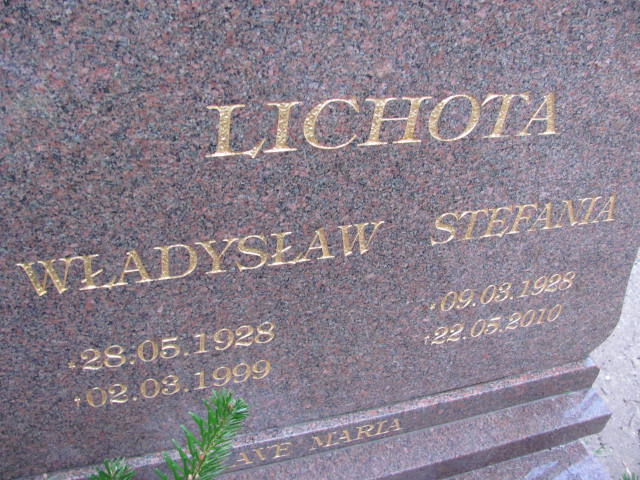 LICHOTA
WŁADYSŁAW STEFANIA
*28.05.1928 *09.03.1928
†02.03.1999 †22.05.2010
AVE MARIA